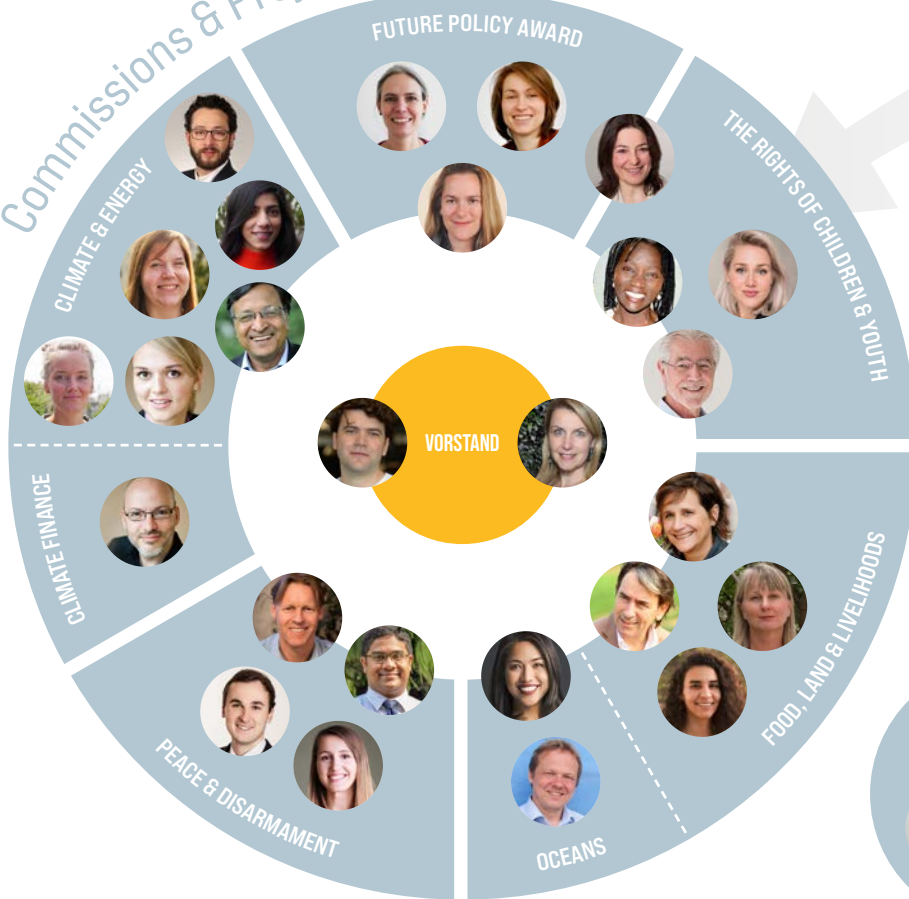 Commissions &
FUTURE POLICY AWARD
THE RIGHTS OF CHILDREN & YOUTH
CLIMATE & ENERGY
VORSTAND
CLIMATE FINANCE
FOOD, LAND & LIVELIHOODS
PEACE & DISARMAMENT
OCEANS